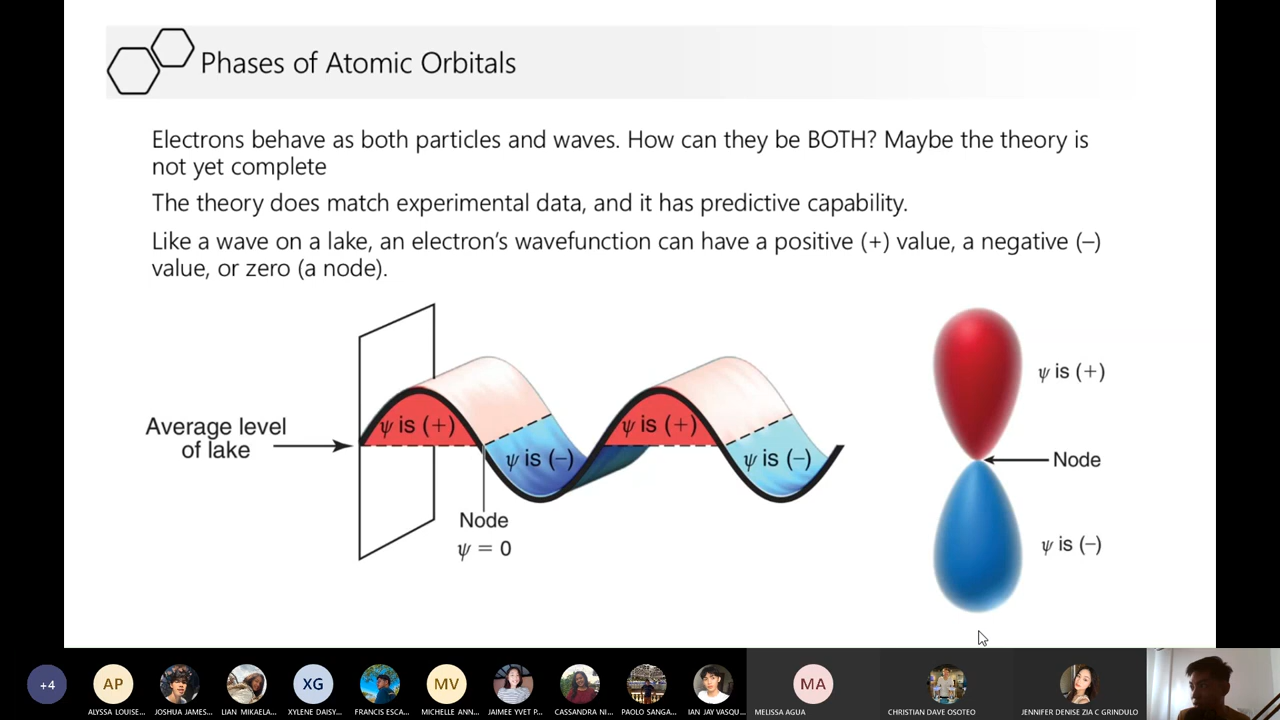 Phases of Atomic Orbitals
Electrons behave as both particles and waves. How can they be BOTH? Maybe the theory is
not yet complete
The theory does match experimental data, and it has predictive capability.
Like a wave on a lake, an electron’s wavefunction can have a positive (+) value, a negative (–)
value, or zero (a node).
Average level
of lake
ψ is (+)
ψ is (–)
ψ is (+)
ψ is (–)
Node
ψ = 0
ψ is (+)
Node
ψ is (–)
+4
AP
XG
MV
MA
ALYSSA LOUISE...
JOSHUA JAMES...
LIAN MIKAELA...
XYLENE DAISY...
FRANCIS ESCA...
MICHELLE ANN...
JAIMEE YVET P...
CASSANDRA NI...
PAOLO SANGA...
IAN JAY VASQU...
MELISSA AGUA
CHRISTIAN DAVE OSOTEO
JENNIFER DENISE ZIA C GRINDULO